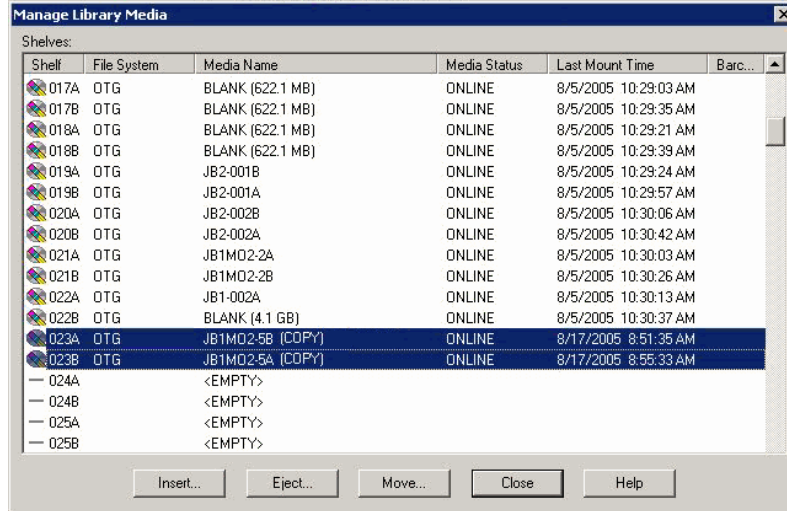 Manage Library Media
Shelves:
Shelf File System Media Name Media Status Last Mount Time Barc...
017A OTG BLANK (622.1 MB) ONLINE 8/5/2005 10:29:03 AM
017B OTG BLANK (622.1 MB) ONLINE 8/5/2005 10:29:35 AM
018A OTG BLANK (622.1 MB) ONLINE 8/5/2005 10:29:21 AM
018B OTG BLANK (622.1 MB) ONLINE 8/5/2005 10:29:39 AM
019A OTG JB2-001B ONLINE 8/5/2005 10:29:24 AM
019B OTG JB2-001A ONLINE 8/5/2005 10:29:57 AM
020A OTG JB2-002B ONLINE 8/5/2005 10:30:06 AM
020B OTG JB2-002A ONLINE 8/5/2005 10:30:42 AM
021A OTG JB1MO2-2A ONLINE 8/5/2005 10:30:03 AM
021B OTG JB1MO2-2B ONLINE 8/5/2005 10:30:26 AM
022A OTG JB1-002A ONLINE 8/5/2005 10:30:13 AM
022B OTG BLANK (4.1 GB) ONLINE 8/5/2005 10:30:37 AM
023A OTG JB1MO2-5B (COPY) ONLINE 8/17/2005 8:51:35 AM
023B OTG JB1MO2-5A (COPY) ONLINE 8/17/2005 8:55:33 AM
024A <EMPTY>
024B <EMPTY>
025A <EMPTY>
025B <EMPTY>
Insert... Eject... Move... Close Help